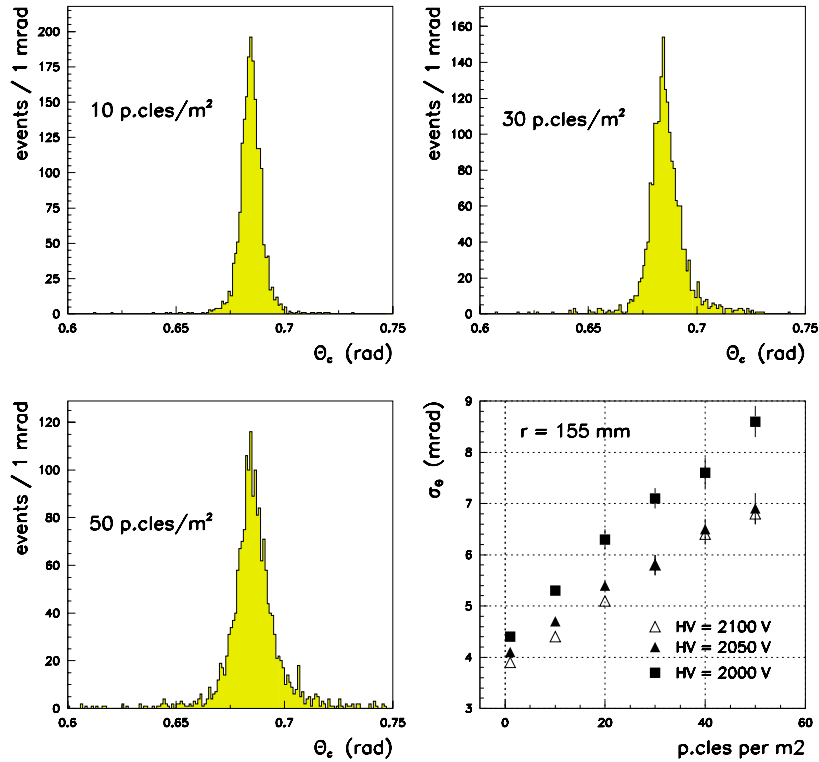 events / 1 mrad
200
175
150
125
100
75
50
25
0
10 p.cles/m²
0.6 0.65 0.7 0.75
Θc (rad)
events / 1 mrad
160
140
120
100
80
60
40
20
0
30 p.cles/m²
0.6 0.65 0.7 0.75
Θc (rad)
events / 1 mrad
120
100
80
60
40
20
0
50 p.cles/m²
0.6 0.65 0.7 0.75
Θc (rad)
σΘ (mrad)
9
8
7
6
5
4
3
r = 155 mm
HV = 2100 V
HV = 2050 V
HV = 2000 V
0 20 40 60
p.cles per m2